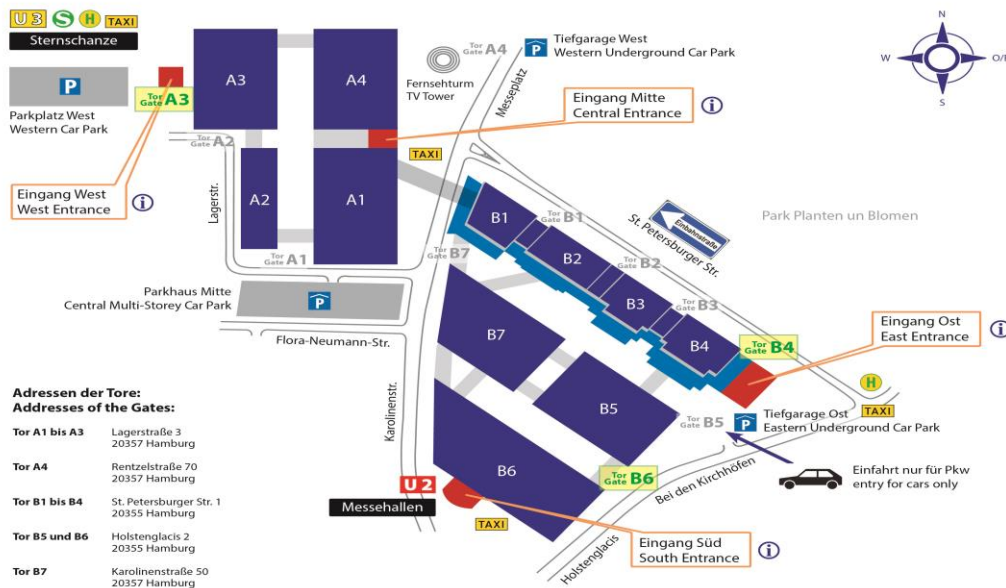 U3 S H TAXI
Sternschanze
P
Parkplatz West
Western Car Park
Tor
Gate A3
A3
A4
Fernsehturm
TV Tower
Tor
Gate A4
P
Tiefgarage West
Western Underground Car Park
Messeplatz
N
W
O/E
S
Eingang Mitte
Central Entrance
i
Tor
Gate A2
TAXI
Eingang West
West Entrance
i
Lagerstr.
A2
A1
Tor
Gate A1
B1
Tor
Gate B1
Einbahnstraße
St. Petersburger Str.
Park Planten un Blomen
Tor
Gate B7
B2
Tor
Gate B2
Parkhaus Mitte
Central Multi-Storey Car Park
P
B3
Tor
Gate B3
Flora-Neumann-Str.
B7
B4
Tor
Gate B4
Eingang Ost
East Entrance
i
Karolinenstr.
B5
Tor
Gate B5
P
Tiefgarage Ost
Eastern Underground Car Park
H
TAXI
B6
Tor
Gate B6
Bei den Kirchhöfen
Einfahrt nur für Pkw
entry for cars only
U2
Messehallen
TAXI
Holstenglacis
Eingang Süd
South Entrance
i
Adressen der Tore:
Addresses of the Gates:
Tor A1 bis A3 Lagerstraße 3
20357 Hamburg
Tor A4 Rentzelstraße 70
20357 Hamburg
Tor B1 bis B4 St. Petersburger Str. 1
20355 Hamburg
Tor B5 und B6 Holstenglacis 2
20355 Hamburg
Tor B7 Karolinenstraße 50
20357 Hamburg